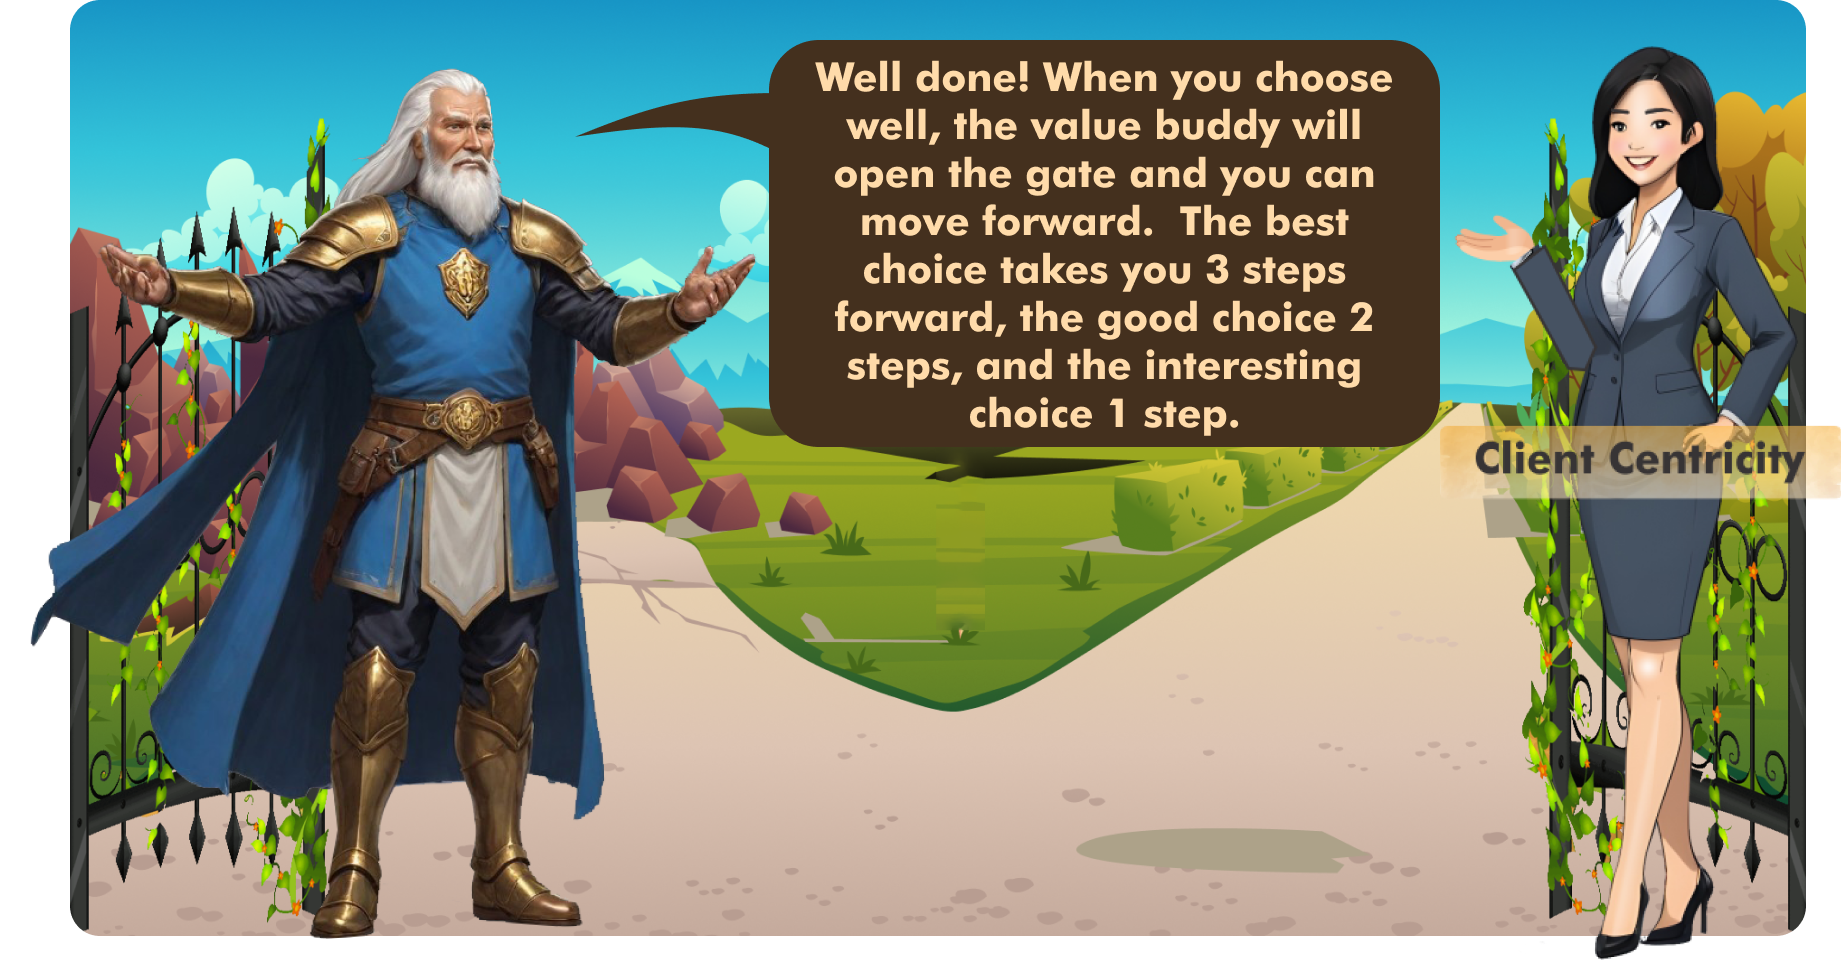 Well done! When you choose
well, the value buddy will
open the gate and you can
move forward.  The best
choice takes you 3 steps
forward, the good choice 2
steps, and the interesting
choice 1 step.
Client Centricity